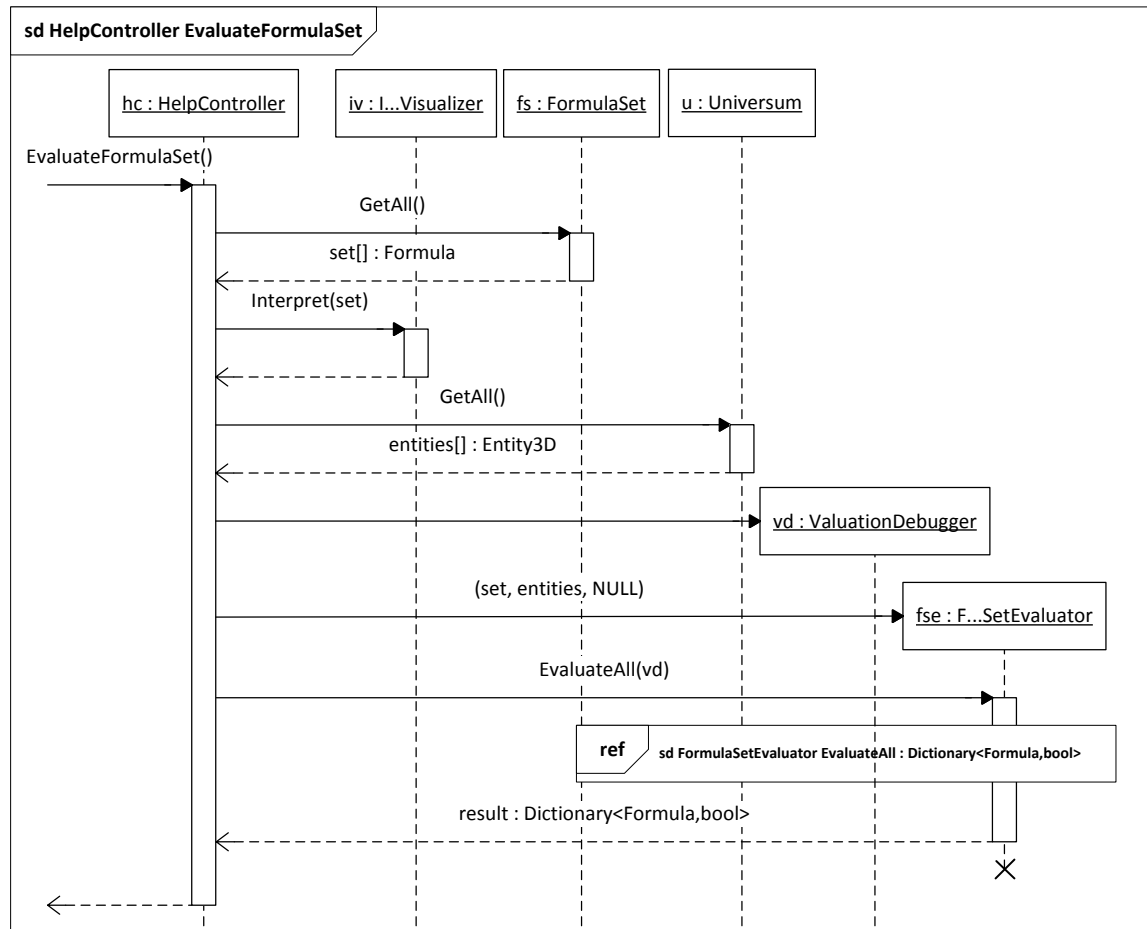 sd HelpController EvaluateFormulaSet
hc : HelpController
iv : I...Visualizer
fs : FormulaSet
u : Universum
EvaluateFormulaSet()
GetAll()
set[] : Formula
Interpret(set)
GetAll()
entities[] : Entity3D
vd : ValuationDebugger
(set, entities, NULL)
fse : F...SetEvaluator
EvaluateAll(vd)
ref
sd FormulaSetEvaluator EvaluateAll : Dictionary<Formula,bool>
result : Dictionary<Formula,bool>